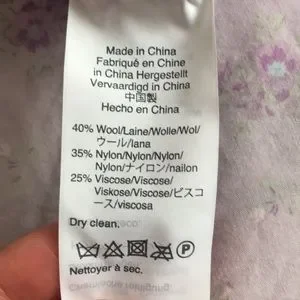 Made in China
Fabriqué en Chine
in China Hergestellt
Vervaardigd in China
中国製
Hecho en China
40% Wool/Laine/Wolle/Wol/
ウール/lana
35% Nylon/Nylon/Nylon/
Nylon/ナイロン/nailon
25% Viscose/Viscose/
Viskose/Viscose/ビスコ
ース/viscosa
Dry clean.
P
Nettoyer à sec.